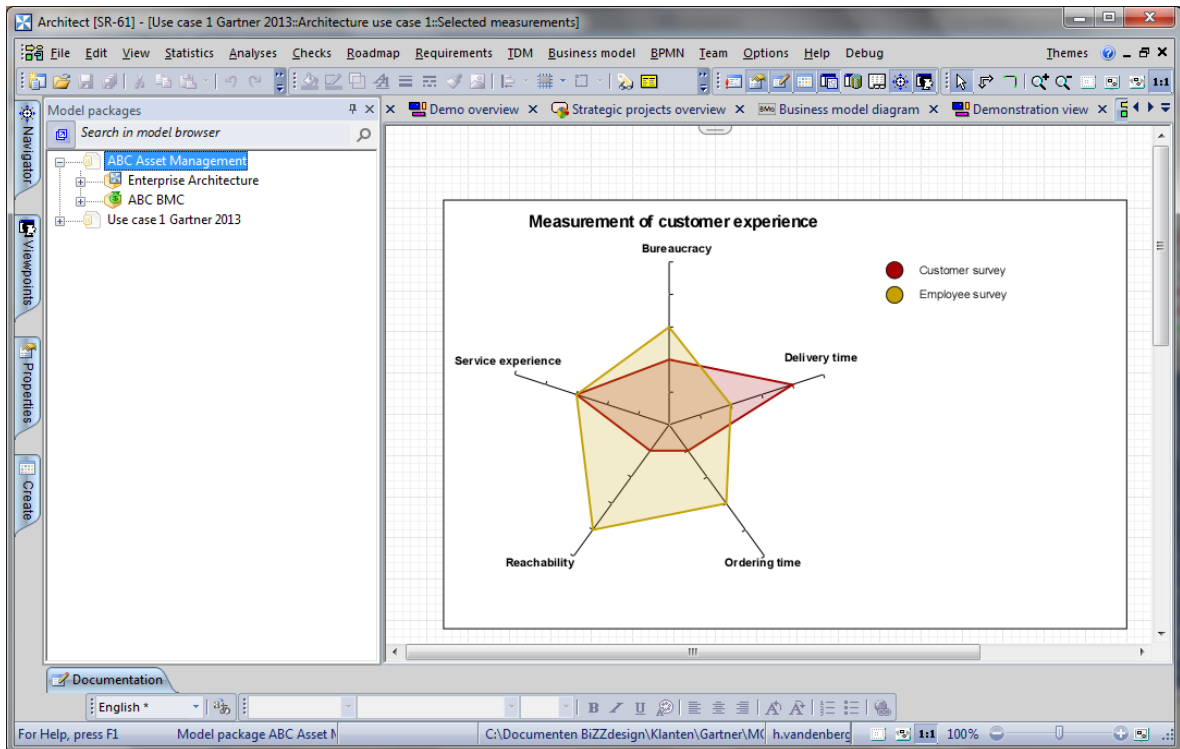 Architect [SR-61] - [Use case 1 Gartner 2013::Architecture use case 1::Selected measurements]
File Edit View Statistics Analyses Checks Roadmap Requirements TDM Business model BPMN Team Options Help Debug Themes
1:1
Model packages
Demo overview Strategic projects overview BMC Business model diagram Demonstration view
Navigator
Viewpoints
Properties
Create
Search in model browser
ABC Asset Management
Enterprise Architecture
ABC BMC
Use case 1 Gartner 2013
Measurement of customer experience
Bureaucracy
Customer survey
Employee survey
Service experience
Delivery time
Reachability
Ordering time
Documentation
English *
B I U
For Help, press F1 Model package ABC Asset M C:\Documenten BiZZdesign\Klanten\Gartner\M( h.vandenberg 1:1 100%